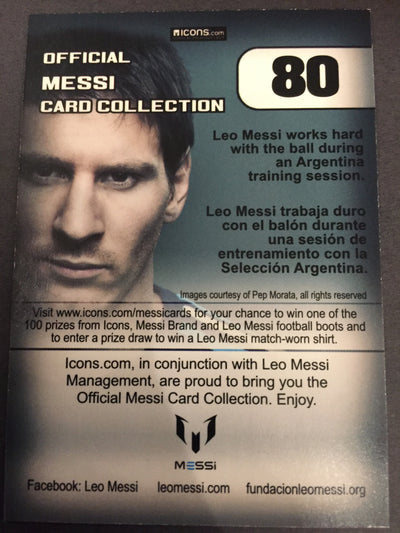 ICONS.com
OFFICIAL
MESSI
CARD COLLECTION
80
Leo Messi works hard
with the ball during
an Argentina
training session.
Leo Messi trabaja duro
con el balón durante
una sesión de
entrenamiento con la
Selección Argentina.
Images courtesy of Pep Morata, all rights reserved
Visit www.icons.com/messicards for your chance to win one of the
100 prizes from Icons, Messi Brand and Leo Messi football boots and
to enter a prize draw to win a Leo Messi match-worn shirt.
Icons.com, in conjunction with Leo Messi
Management, are proud to bring you the
Official Messi Card Collection. Enjoy.
MESSI
Facebook: Leo Messi leomessi.com fundacionleomessi.org